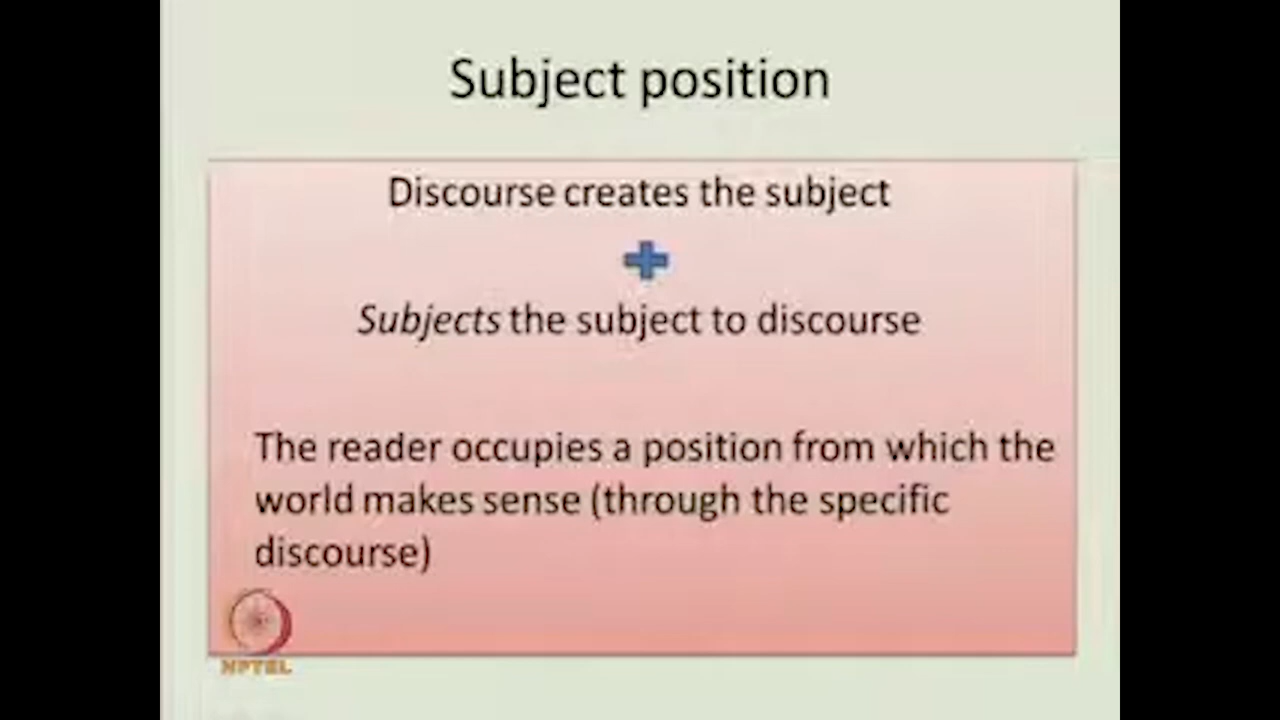 Subject position
Discourse creates the subject
Subjects the subject to discourse
The reader occupies a position from which the
world makes sense (through the specific
discourse)
NPTEL